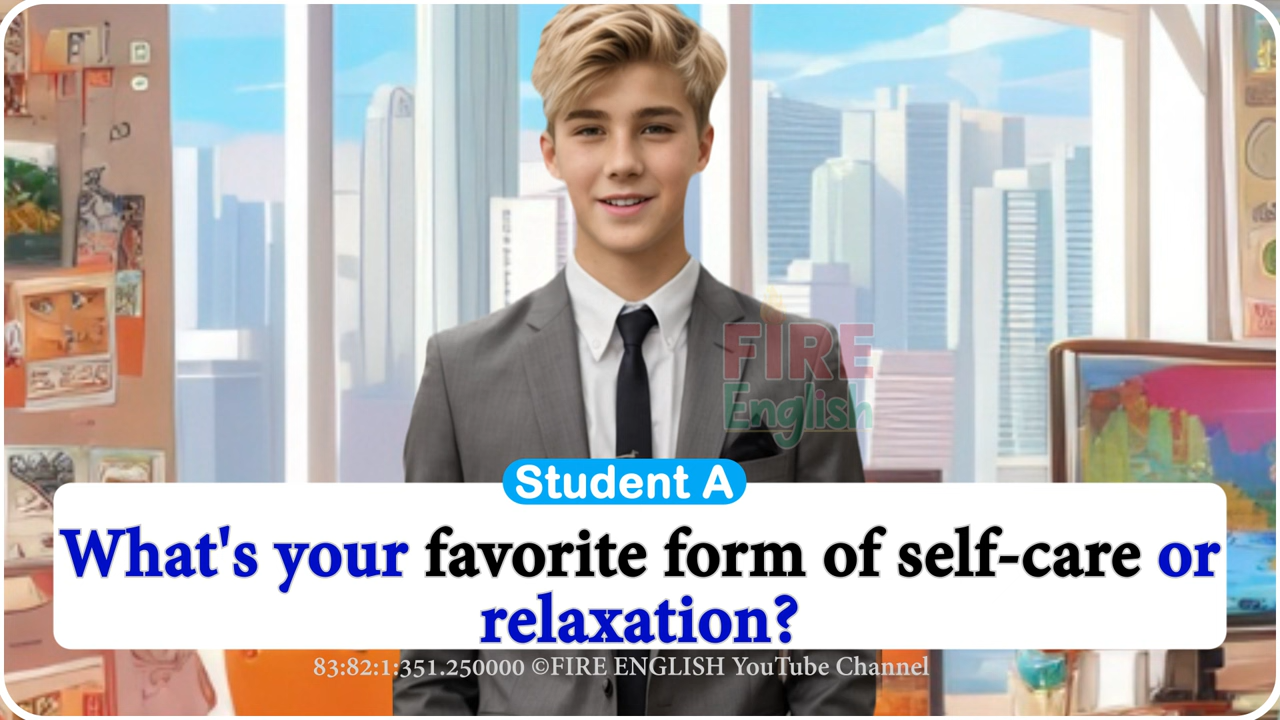 FIRE
English
Student A
What's your favorite form of self-care or
relaxation?
83:82:1:351.250000 ©FIRE ENGLISH YouTube Channel